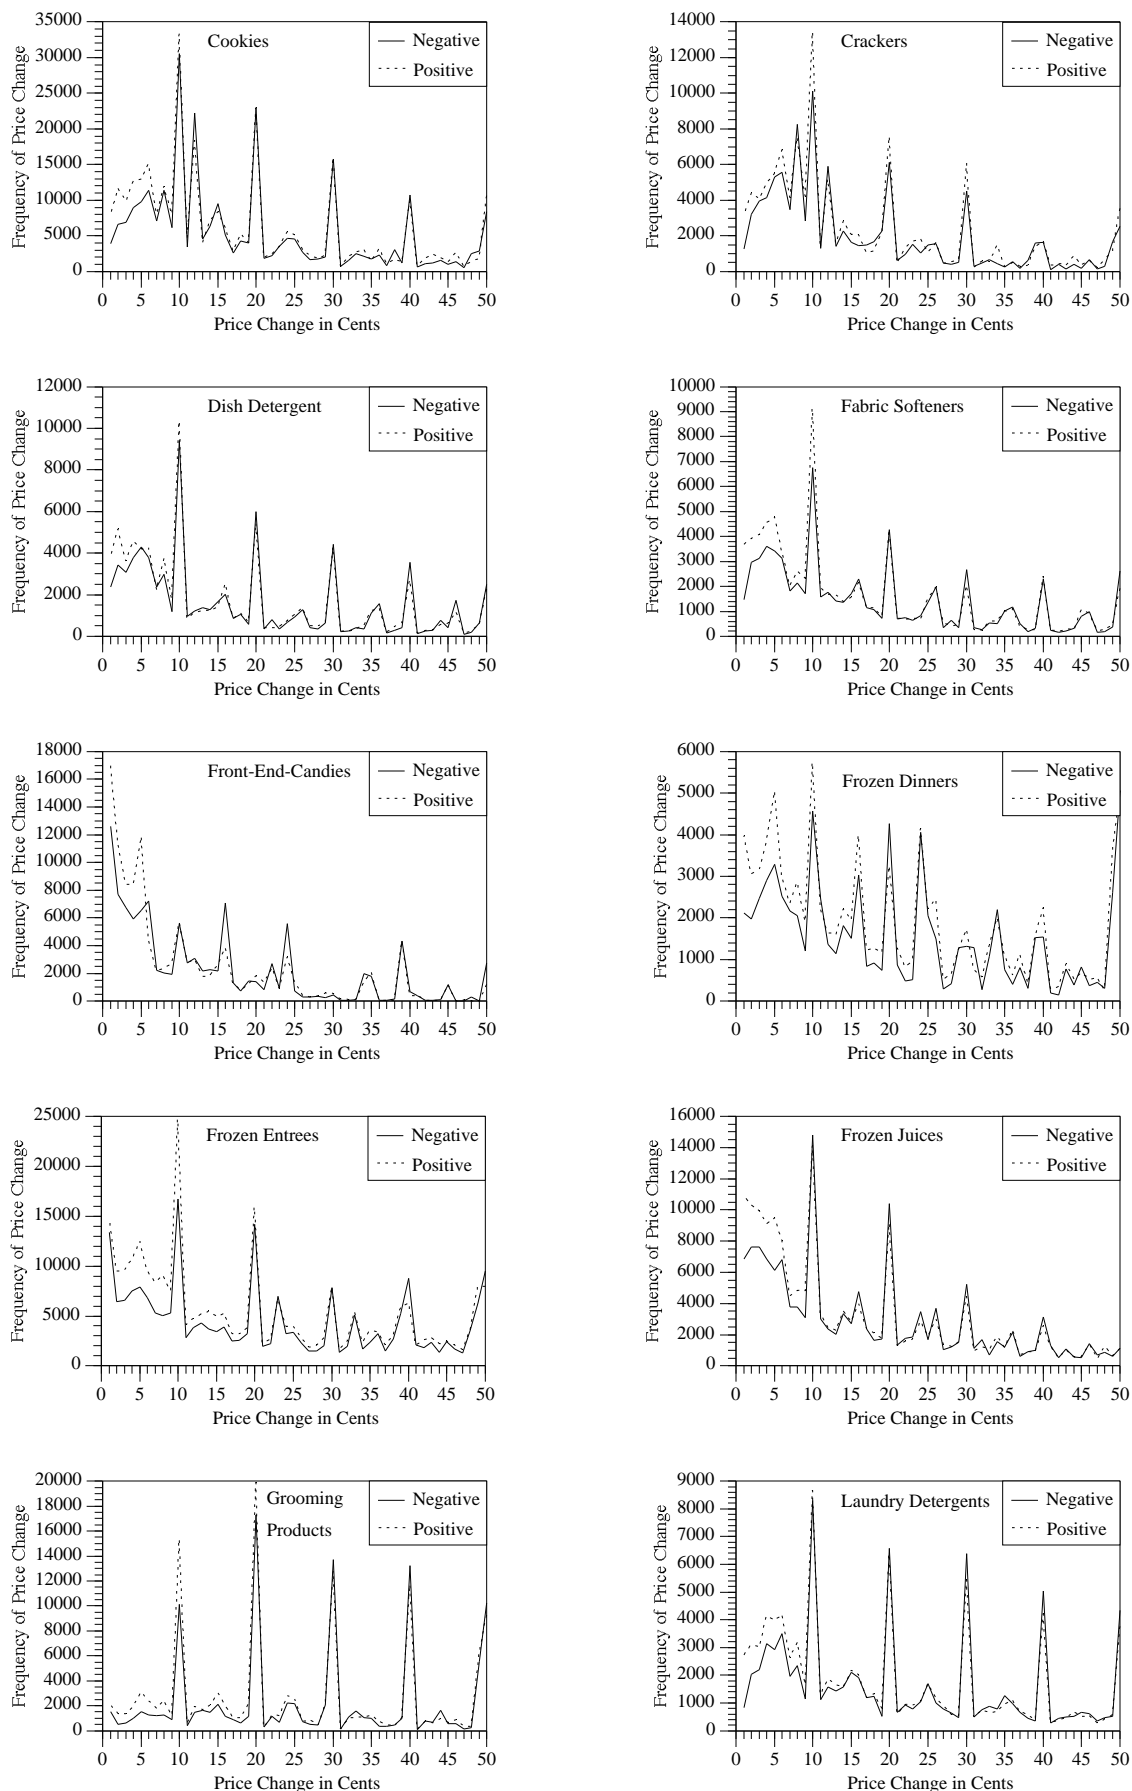 Frequency of Price Change
35000
30000
25000
20000
15000
10000
5000
0
Cookies
Negative
Positive
0 5 10 15 20 25 30 35 40 45 50
Price Change in Cents
Frequency of Price Change
14000
12000
10000
8000
6000
4000
2000
0
Crackers
Negative
Positive
0 5 10 15 20 25 30 35 40 45 50
Price Change in Cents
Frequency of Price Change
12000
10000
8000
6000
4000
2000
0
Dish Detergent
Negative
Positive
0 5 10 15 20 25 30 35 40 45 50
Price Change in Cents
Frequency of Price Change
10000
9000
8000
7000
6000
5000
4000
3000
2000
1000
0
Fabric Softeners
Negative
Positive
0 5 10 15 20 25 30 35 40 45 50
Price Change in Cents
Frequency of Price Change
18000
16000
14000
12000
10000
8000
6000
4000
2000
0
Front-End-Candies
Negative
Positive
0 5 10 15 20 25 30 35 40 45 50
Price Change in Cents
Frequency of Price Change
6000
5000
4000
3000
2000
1000
0
Frozen Dinners
Negative
Positive
0 5 10 15 20 25 30 35 40 45 50
Price Change in Cents
Frequency of Price Change
25000
20000
15000
10000
5000
0
Frozen Entrees
Negative
Positive
0 5 10 15 20 25 30 35 40 45 50
Price Change in Cents
Frequency of Price Change
16000
14000
12000
10000
8000
6000
4000
2000
0
Frozen Juices
Negative
Positive
0 5 10 15 20 25 30 35 40 45 50
Price Change in Cents
Frequency of Price Change
20000
18000
16000
14000
12000
10000
8000
6000
4000
2000
0
Grooming
Products
Negative
Positive
0 5 10 15 20 25 30 35 40 45 50
Price Change in Cents
Frequency of Price Change
9000
8000
7000
6000
5000
4000
3000
2000
1000
0
Laundry Detergents
Negative
Positive
0 5 10 15 20 25 30 35 40 45 50
Price Change in Cents